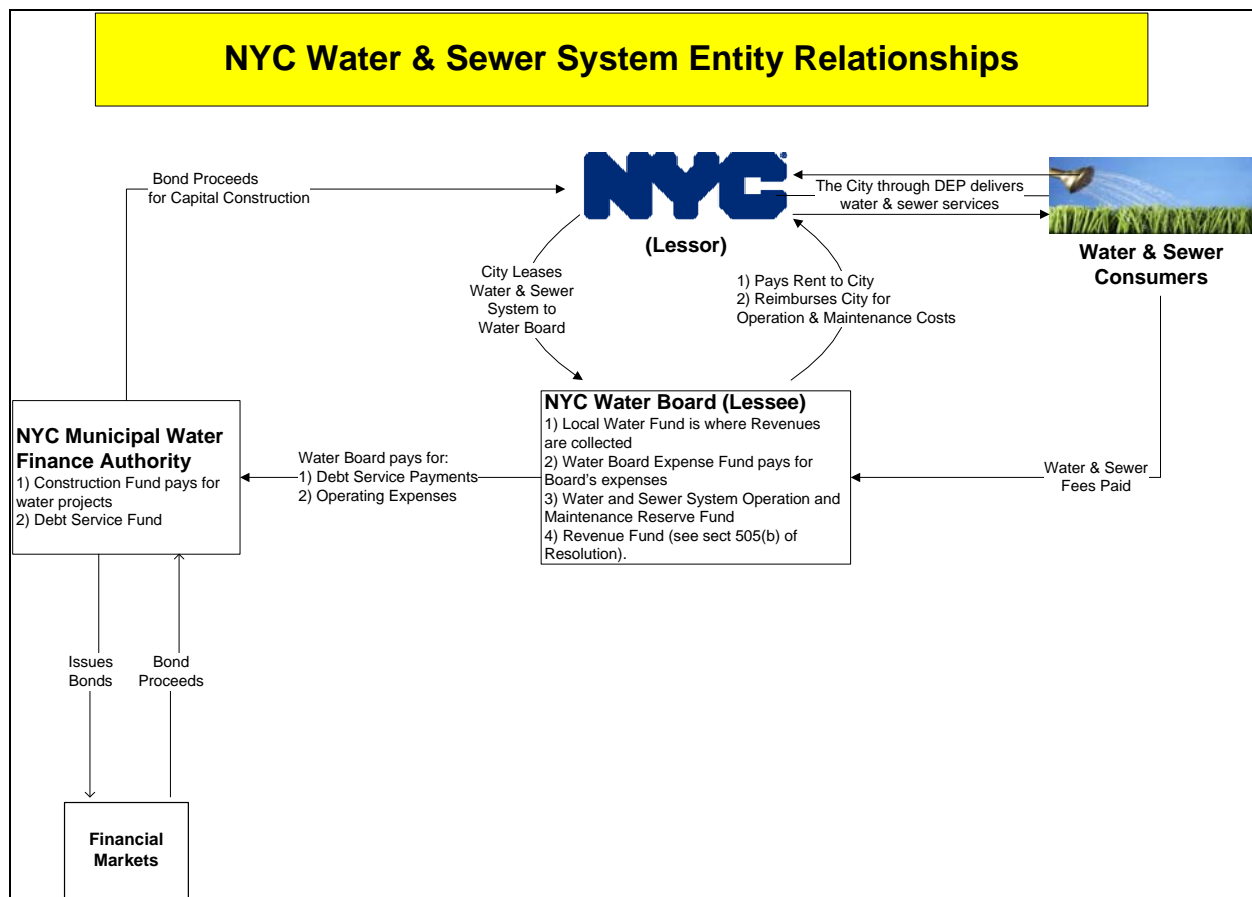 NYC Water & Sewer System Entity Relationships
Bond Proceeds
for Capital Construction
NYC®
(Lessor)
The City through DEP delivers
water & sewer services
Water & Sewer
Consumers
City Leases
Water & Sewer
System to
Water Board
1) Pays Rent to City
2) Reimburses City for
Operation & Maintenance Costs
NYC Municipal Water
Finance Authority
1) Construction Fund pays for
water projects
2) Debt Service Fund
Water Board pays for:
1) Debt Service Payments
2) Operating Expenses
NYC Water Board (Lessee)
1) Local Water Fund is where Revenues
are collected
2) Water Board Expense Fund pays for
Board's expenses
3) Water and Sewer System Operation and
Maintenance Reserve Fund
4) Revenue Fund (see sect 505(b) of
Resolution).
Water & Sewer
Fees Paid
Issues
Bonds
Bond
Proceeds
Financial
Markets